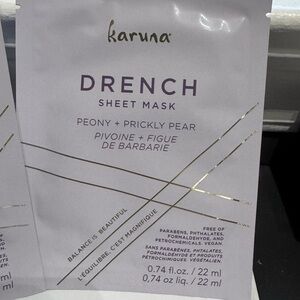 karuna
DRENCH
SHEET MASK
PEONY + PRICKLY PEAR
PIVOINE + FIGUE
DE BARBARIE
BALANCE IS BEAUTIFUL
L'ÉQUILIBRE, C'EST MAGNIFIQUE
FREE OF
PARABENS, PHTHALATES,
FORMALDEHYDE, AND
PETROCHEMICALS. VEGAN.
SANS PARABÈNES, PHTALATES,
FORMALDÉHYDE ET PRODUITS
PÉTROCHIMIQUES. VÉGÉTALIEN.
0.74 fl.oz. / 22 ml
0,74 oz liq. / 22 ml
ml
ml